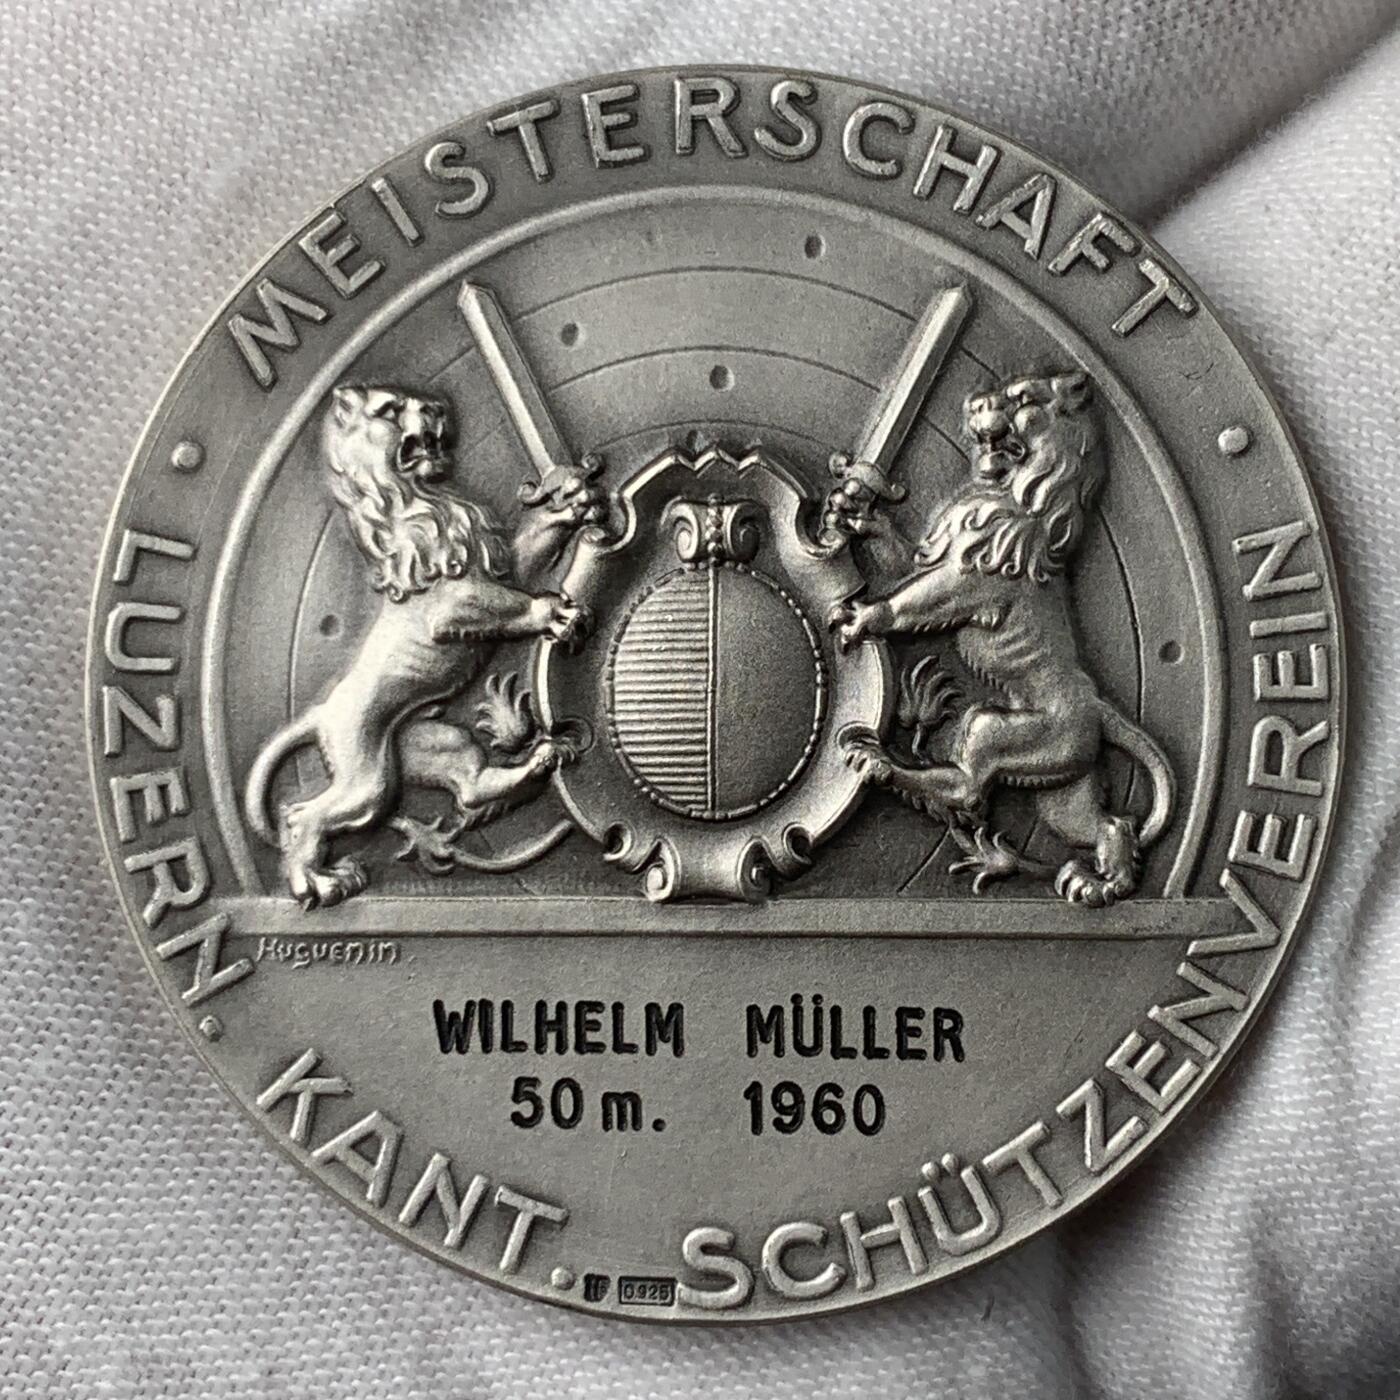 MEISTERSCHAFT
· LUZERN. KANT. SCHÜTZENVEREIN ·
Huguenin
WILHELM MÜLLER
50 m. 1960
0.925